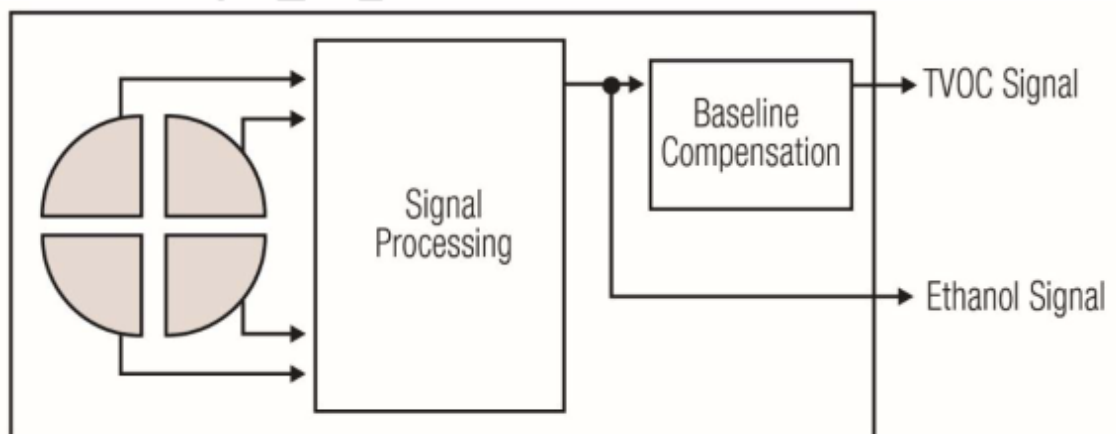 Signal
Processing
Baseline
Compensation
TVOC Signal
Ethanol Signal